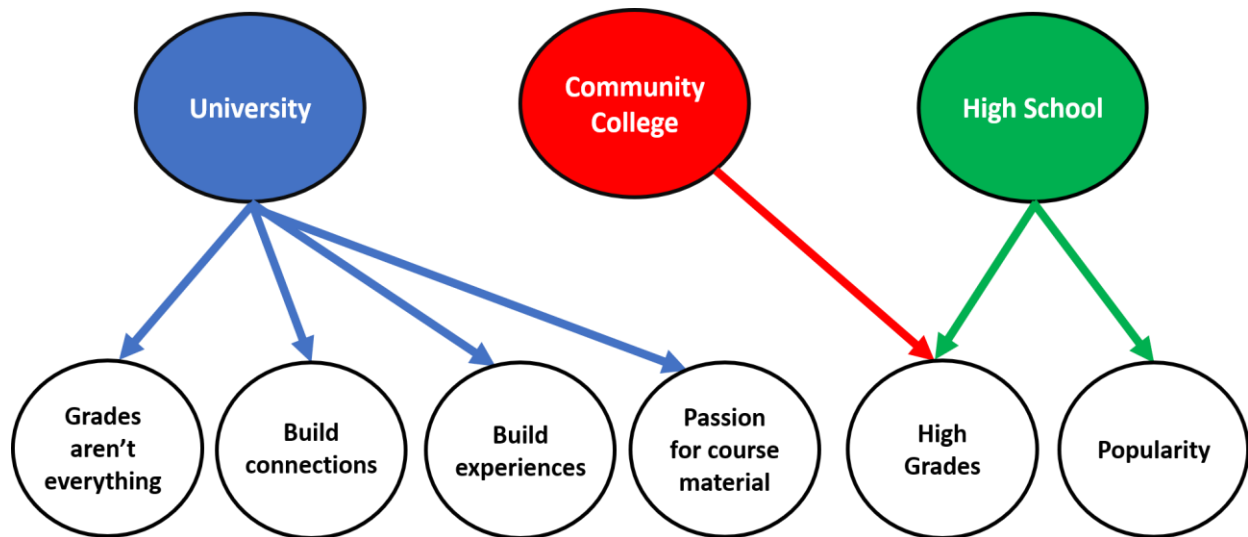 University
Community
College
High School
Grades
aren’t
everything
Build
connections
Build
experiences
Passion
for course
material
High
Grades
Popularity